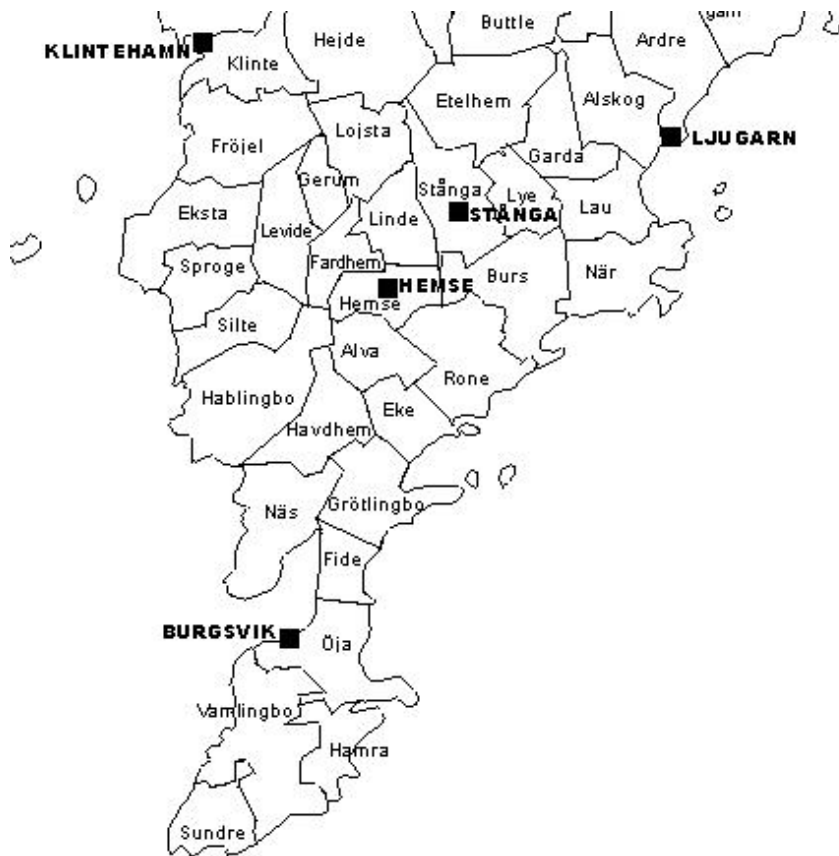 Buttle
gam
Hejde
Ardre
KLINTEHAMN
Klinte
Etelhem
Alskog
Lojsta
LJUGARN
Fröjel
Garda
Gerum
Stånga
Lye
Eksta
Linde
STÅNGA
Lau
Levide
Fardhem
Sproge
Burs
När
HEMSE
Hemse
Silte
Alva
Rone
Hablingbo
Eke
Havdhem
Näs
Grötlingbo
Fide
BURGSVIK
Öja
Vamlingbo
Hamra
Sundre